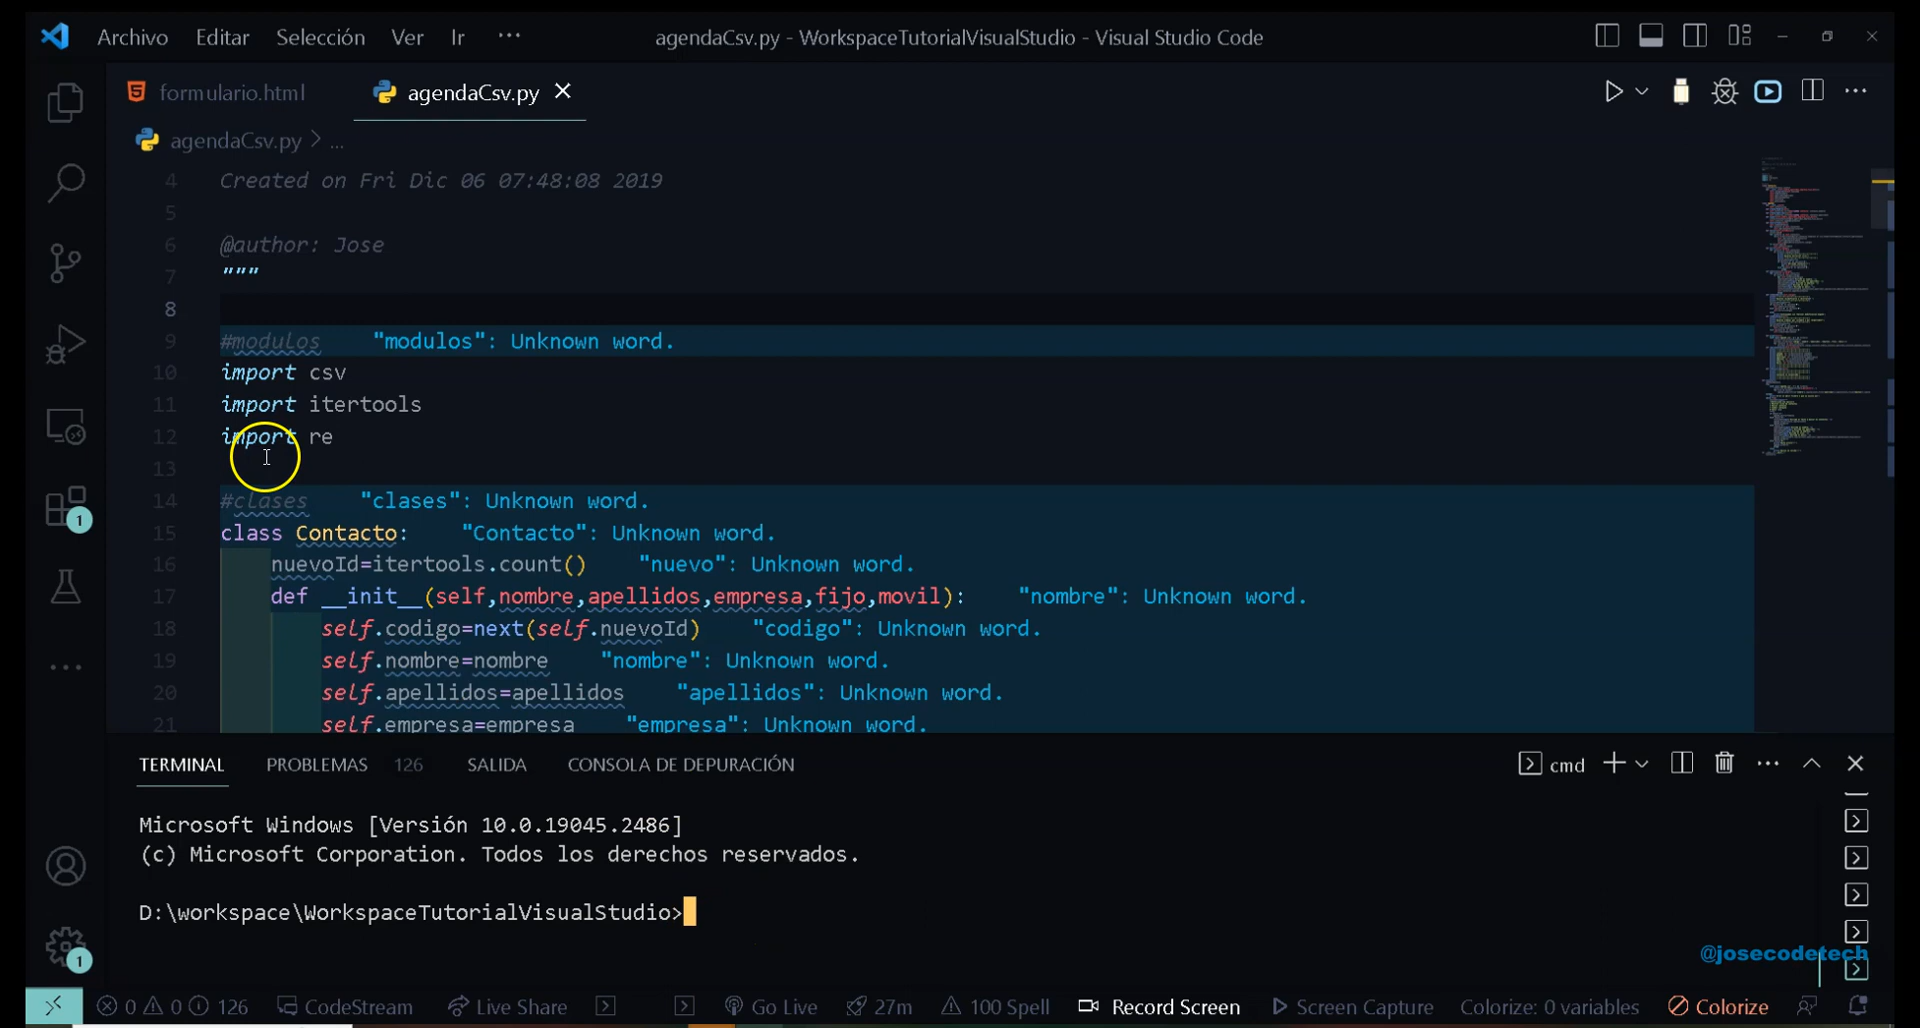 Archivo Editar Selección Ver Ir ··· agendaCsv.py - WorkspaceTutorialVisualStudio - Visual Studio Code
formulario.html agendaCsv.py
agendaCsv.py > ...
4 Created on Fri Dic 06 07:48:08 2019
5
6 @author: Jose
7 """
8
9 #modulos "modulos": Unknown word.
10 import csv
11 import itertools
12 import re
13
14 #clases "clases": Unknown word.
15 class Contacto: "Contacto": Unknown word.
16 nuevoId=itertools.count() "nuevo": Unknown word.
17 def __init__(self,nombre,apellidos,empresa,fijo,movil): "nombre": Unknown word.
18 self.codigo=next(self.nuevoId) "codigo": Unknown word.
19 self.nombre=nombre "nombre": Unknown word.
20 self.apellidos=apellidos "apellidos": Unknown word.
21 self.empresa=empresa "empresa": Unknown word.
TERMINAL PROBLEMAS 126 SALIDA CONSOLA DE DEPURACIÓN cmd
Microsoft Windows [Versión 10.0.19045.2486]
(c) Microsoft Corporation. Todos los derechos reservados.
D:\workspace\WorkspaceTutorialVisualStudio>
1
1
@josecodetech
0 0 126 CodeStream Live Share Go Live 27m 100 Spell Record Screen Screen Capture Colorize: 0 variables Colorize